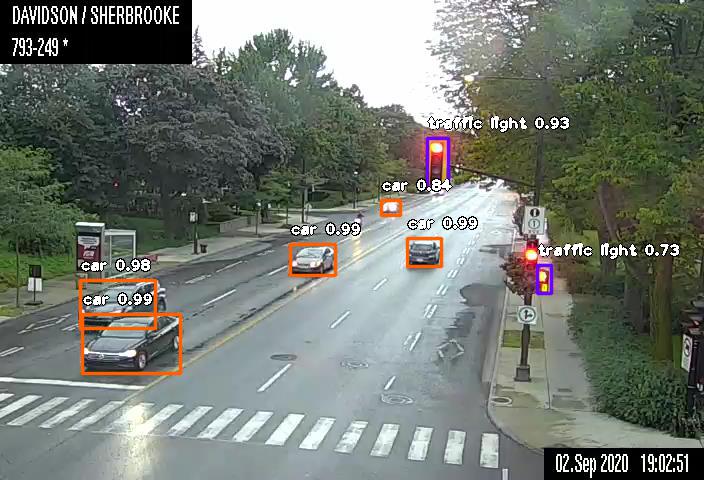 DAVIDSON / SHERBROOKE
793-249 *
traffic light 0.93
car 0.84
car 0.99
car 0.99
traffic light 0.73
car 0.98
car 0.99
02.Sep 2020 19:02:51